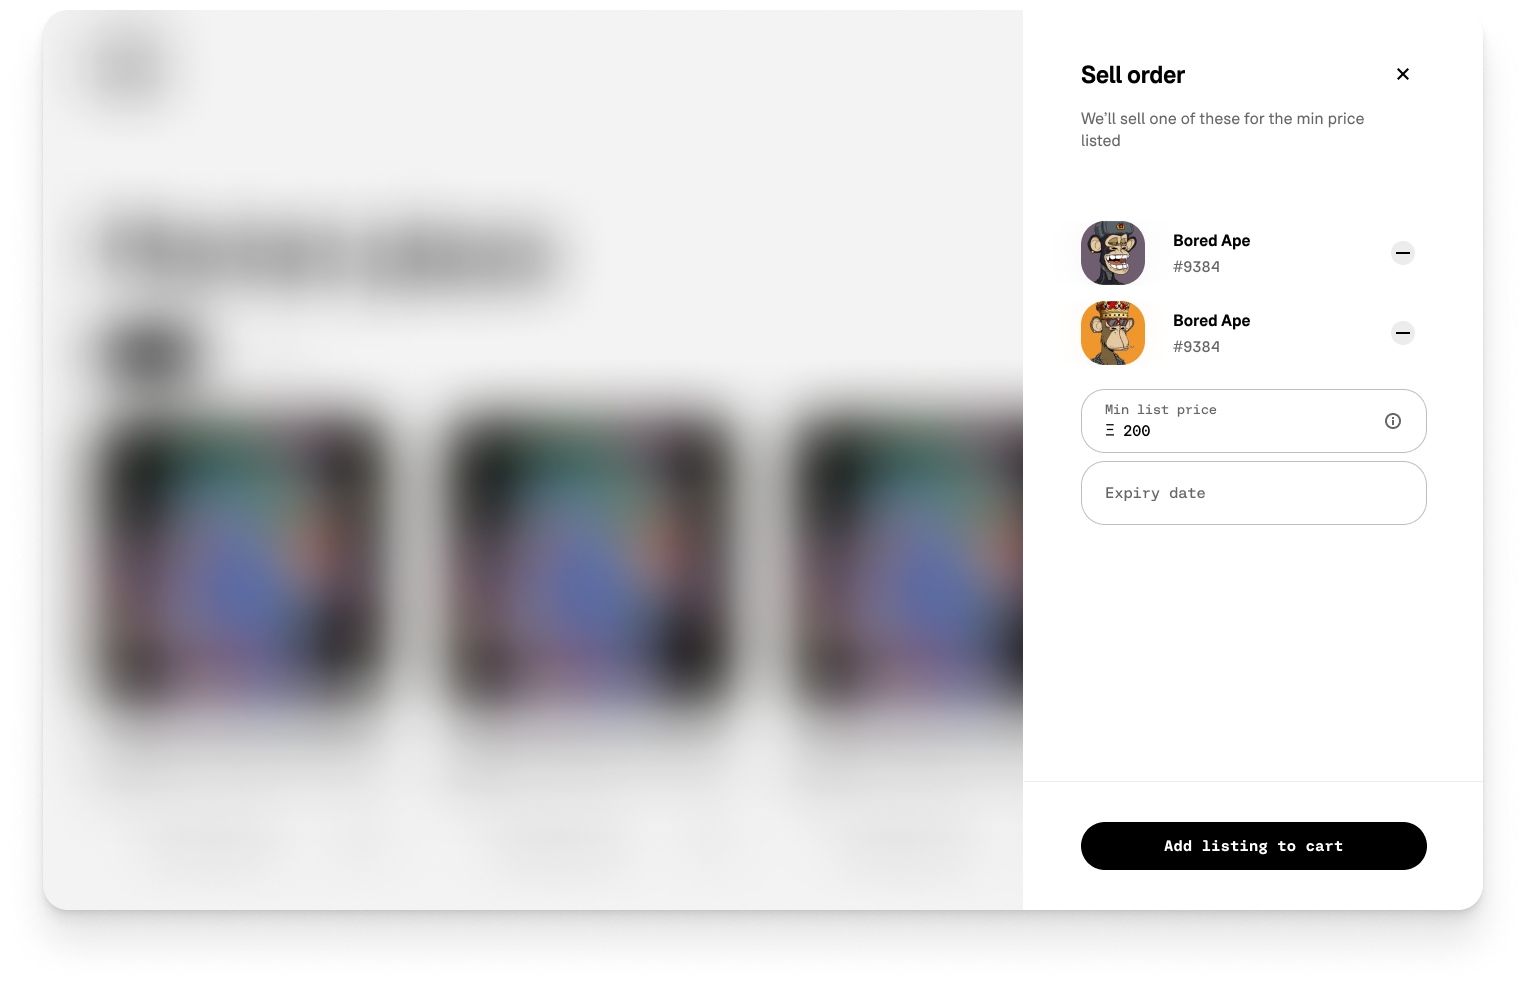 Sell order
We'll sell one of these for the min price
listed
Bored Ape
#9384
Bored Ape
#9384
Min list price
Ξ 200
Expiry date
Add listing to cart